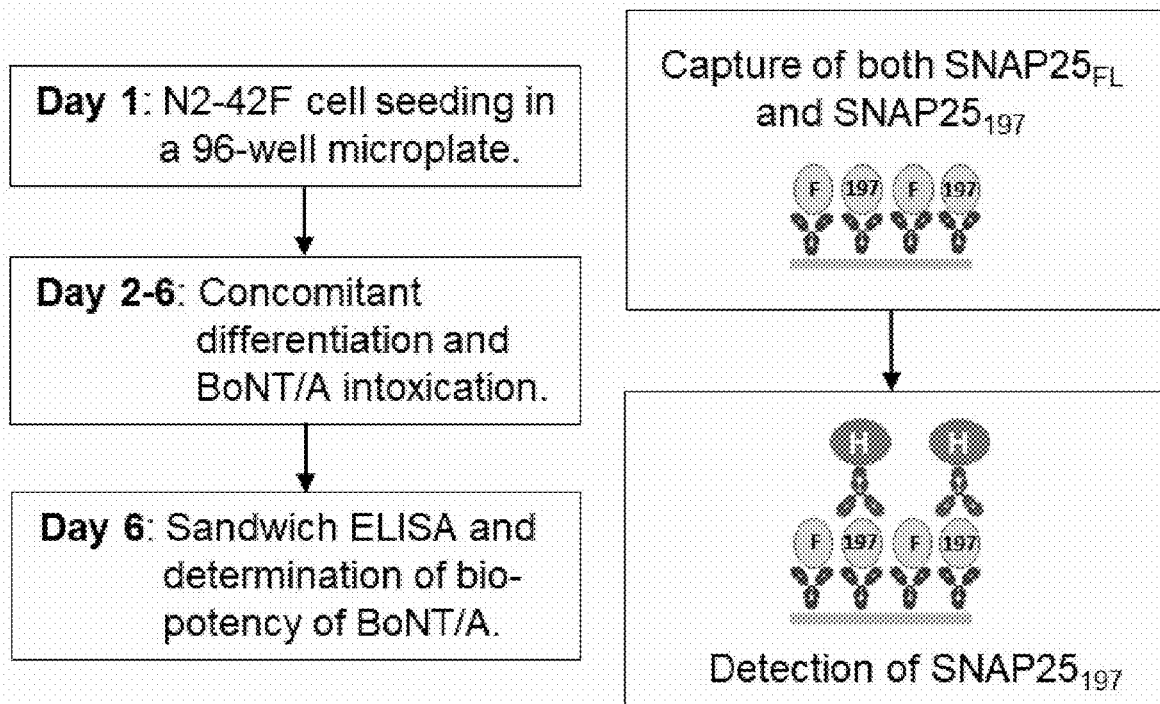 Day 1: N2-42F cell seeding in
a 96-well microplate.
Day 2-6: Concomitant
differentiation and
BoNT/A intoxication.
Day 6: Sandwich ELISA and
determination of bio-
potency of BoNT/A.
Capture of both SNAP25FL
and SNAP25197
F 197 F 197
H H
F 197 F 197
Detection of SNAP25197